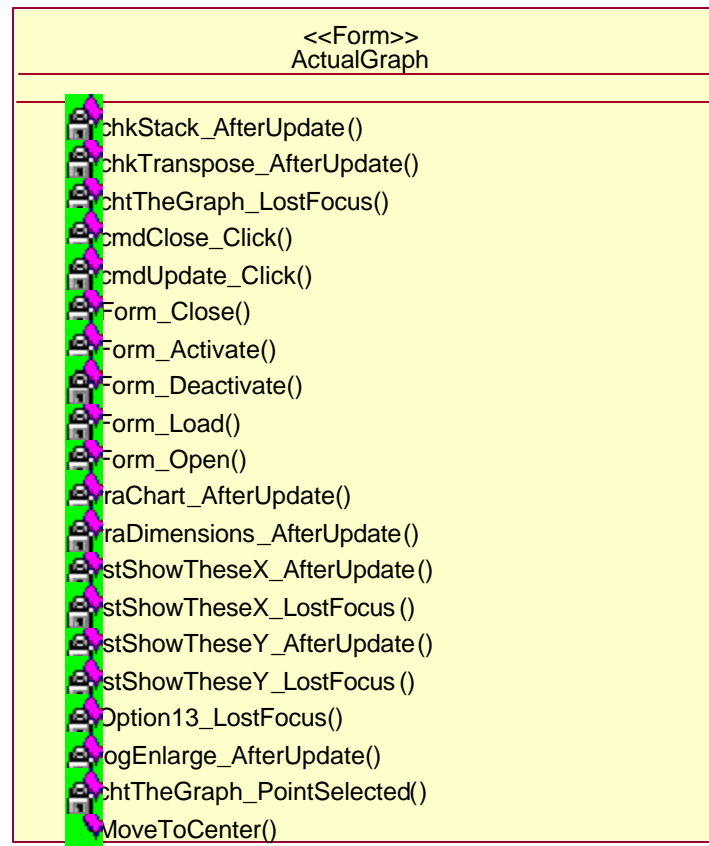 <<Form>>
ActualGraph
chkStack_AfterUpdate()
chkTranspose_AfterUpdate()
chtTheGraph_LostFocus()
cmdClose_Click()
cmdUpdate_Click()
Form_Close()
Form_Activate()
Form_Deactivate()
Form_Load()
Form_Open()
raChart_AfterUpdate()
raDimensions_AfterUpdate()
stShowTheseX_AfterUpdate()
stShowTheseX_LostFocus()
stShowTheseY_AfterUpdate()
stShowTheseY_LostFocus()
Option13_LostFocus()
ogEnlarge_AfterUpdate()
chtTheGraph_PointSelected()
MoveToCenter()